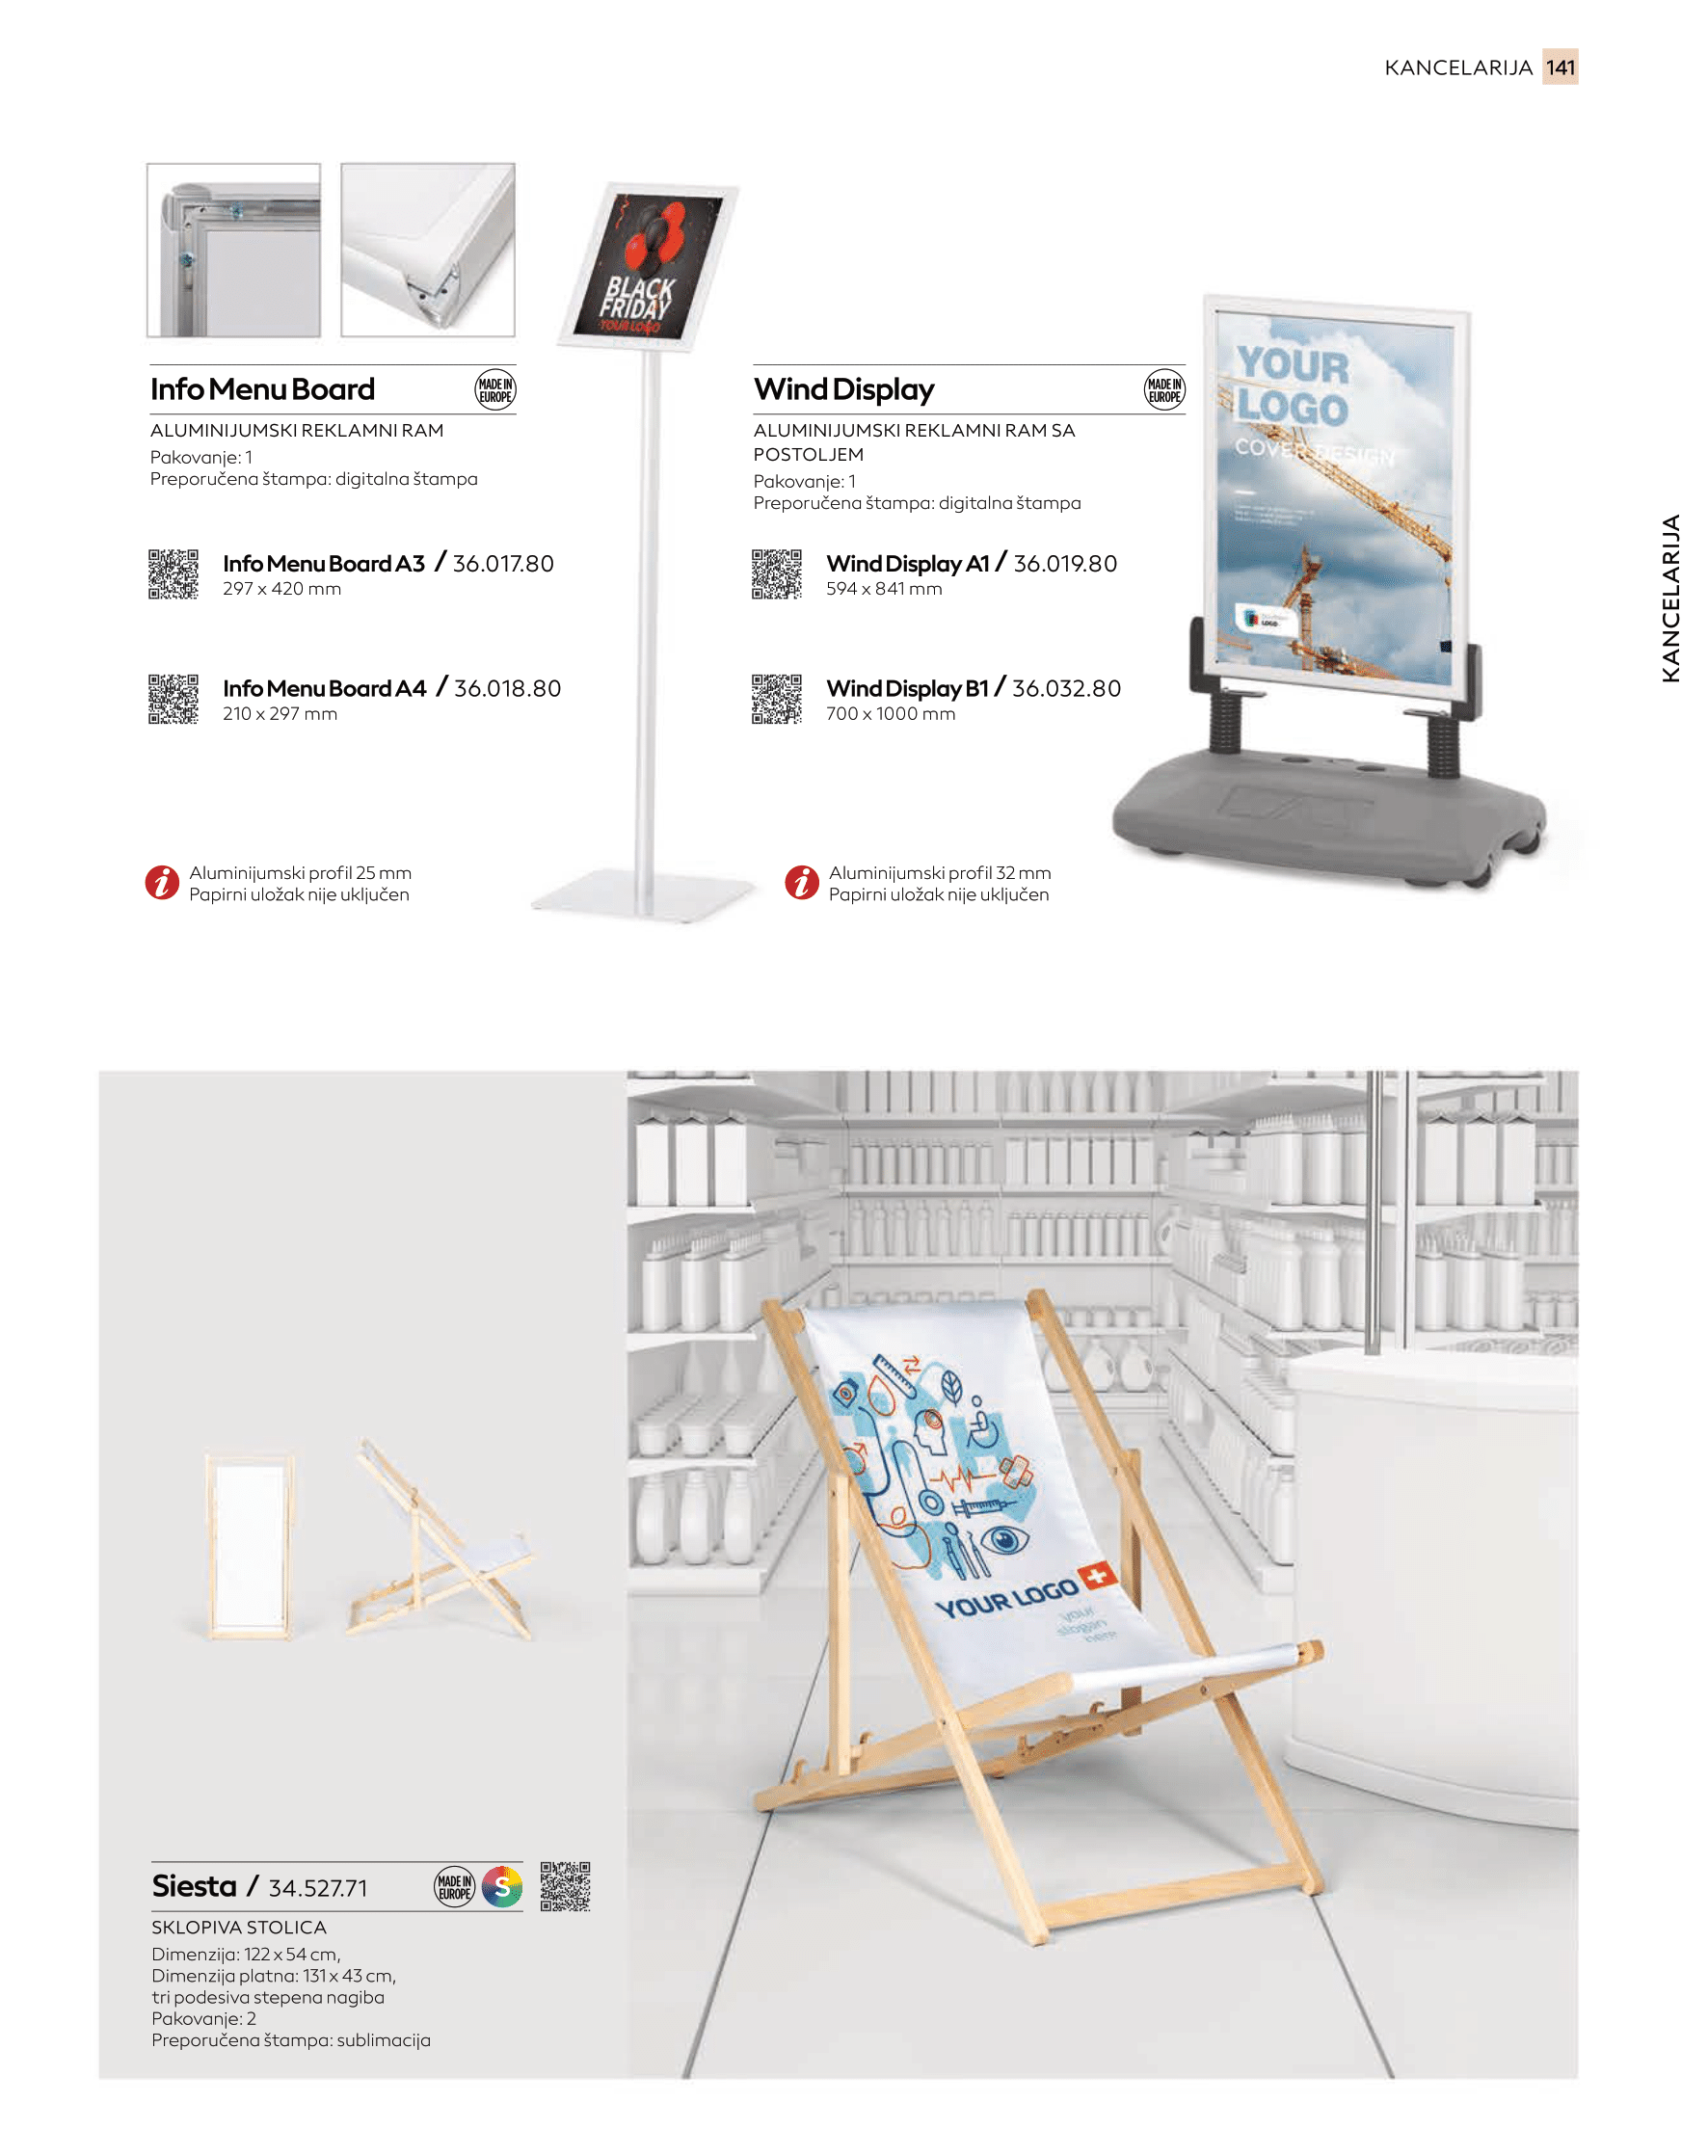 KANCELARIJA 141
BLACK
FRIDAY
YOUR LOGO
Info Menu Board
MADE IN
EUROPE
ALUMINIJUMSKI REKLAMNI RAM
Pakovanje: 1
Preporučena štampa: digitalna štampa
Info Menu Board A3 / 36.017.80
297 x 420 mm
Info Menu Board A4 / 36.018.80
210 x 297 mm
i Aluminijumski profil 25 mm
Papirni uložak nije uključen
Wind Display
MADE IN
EUROPE
ALUMINIJUMSKI REKLAMNI RAM SA
POSTOLJEM
Pakovanje: 1
Preporučena štampa: digitalna štampa
Wind Display A1 / 36.019.80
594 x 841 mm
Wind Display B1 / 36.032.80
700 x 1000 mm
i Aluminijumski profil 32 mm
Papirni uložak nije uključen
YOUR
LOGO
COVER DESIGN
LOGO
KANCELARIJA
YOUR LOGO
your
slogan
here
Siesta / 34.527.71
MADE IN
EUROPE
S
SKLOPIVA STOLICA
Dimenzija: 122 x 54 cm,
Dimenzija platna: 131 x 43 cm,
tri podesiva stepena nagiba
Pakovanje: 2
Preporučena štampa: sublimacija